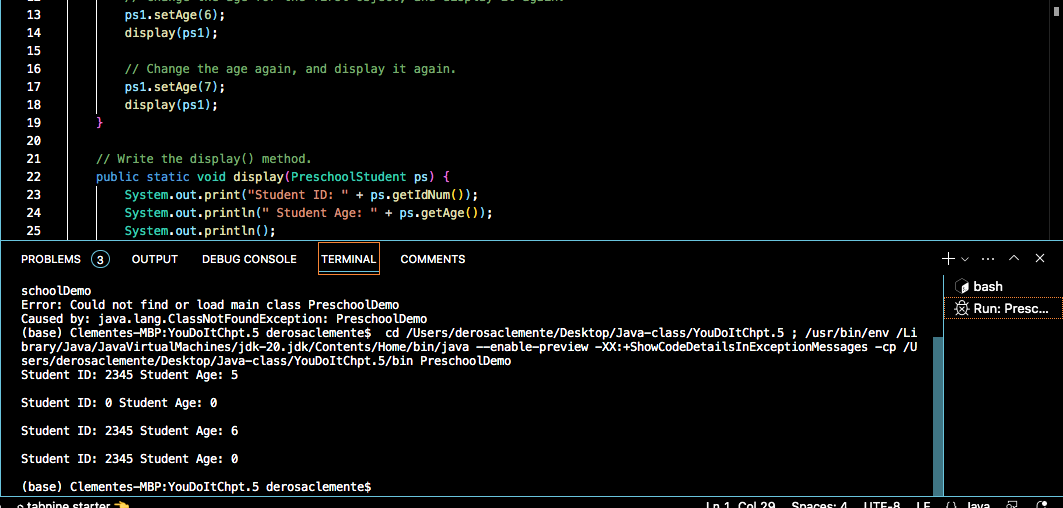 12 // Change the age for the first object, and display it again.
13 ps1.setAge(6);
14 display(ps1);
15
16 // Change the age again, and display it again.
17 ps1.setAge(7);
18 display(ps1);
19 }
20
21 // Write the display() method.
22 public static void display(PreschoolStudent ps) {
23 System.out.print("Student ID: " + ps.getIdNum());
24 System.out.println(" Student Age: " + ps.getAge());
25 System.out.println();
PROBLEMS 3 OUTPUT DEBUG CONSOLE TERMINAL COMMENTS
schoolDemo
Error: Could not find or load main class PreschoolDemo
Caused by: java.lang.ClassNotFoundException: PreschoolDemo
(base) Clementes-MBP:YouDoItChpt.5 derosaclemente$ cd /Users/derosaclemente/Desktop/Java-class/YouDoItChpt.5 ; /usr/bin/env /Li
brary/Java/JavaVirtualMachines/jdk-20.jdk/Contents/Home/bin/java --enable-preview -XX:+ShowCodeDetailsInExceptionMessages -cp /U
sers/derosaclemente/Desktop/Java-class/YouDoItChpt.5/bin PreschoolDemo
Student ID: 2345 Student Age: 5
Student ID: 0 Student Age: 0
Student ID: 2345 Student Age: 6
Student ID: 2345 Student Age: 0
(base) Clementes-MBP:YouDoItChpt.5 derosaclemente$
bash
Run: Presc...
tabnine starter Ln 1, Col 29 Spaces: 4 UTF-8 LF () Java